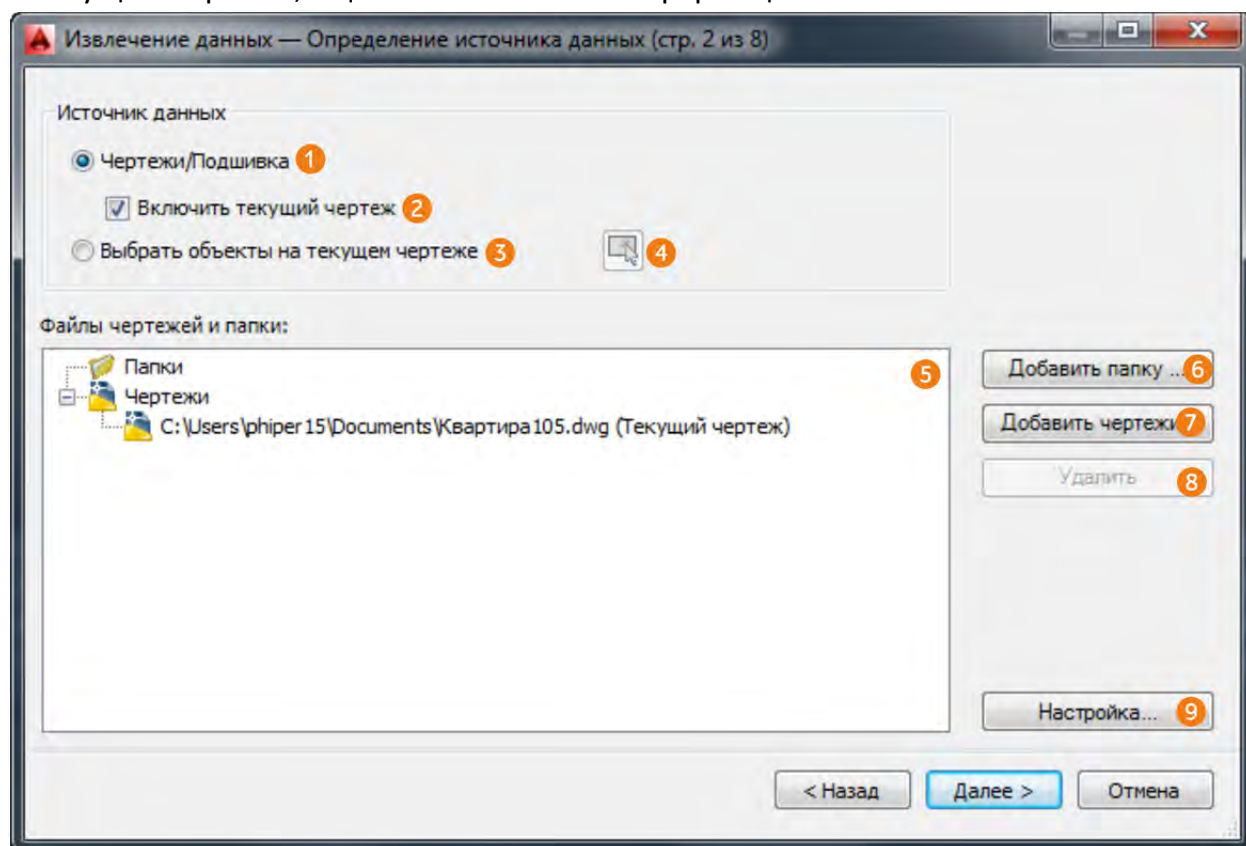 Извлечение данных — Определение источника данных (стр. 2 из 8)
Источник данных
Чертежи/Подшивка 1
Включить текущий чертеж 2
Выбрать объекты на текущем чертеже 3 4
Файлы чертежей и папки:
Папки 5
Чертежи
C:\Users\phiper15\Documents\Квартира105.dwg (Текущий чертеж)
Добавить папку ... 6
Добавить чертежи 7
Удалить 8
Настройка... 9
< Назад Далее > Отмена